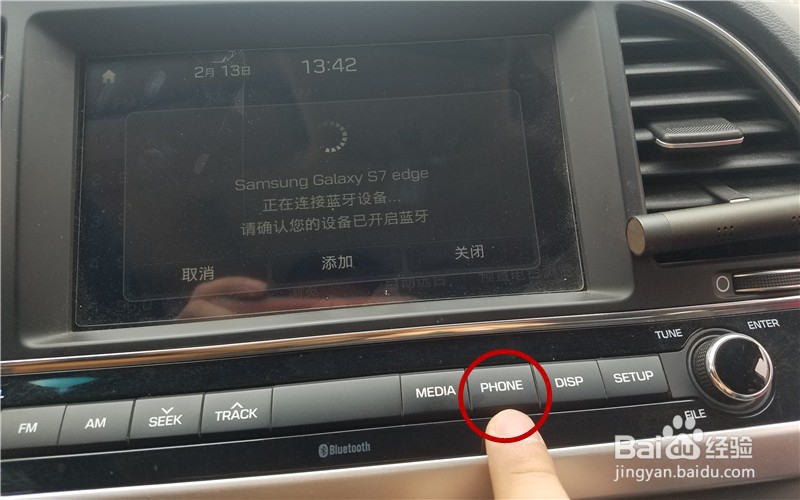 2月 13日 13:42
Samsung Galaxy S7 edge
正在连接蓝牙设备...
请确认您的设备已开启蓝牙
取消 添加 关闭
TUNE ENTER
FM AM SEEK TRACK MEDIA PHONE DISP SETUP
FILE
Bluetooth
Baidu经验
jingyan.baidu.com